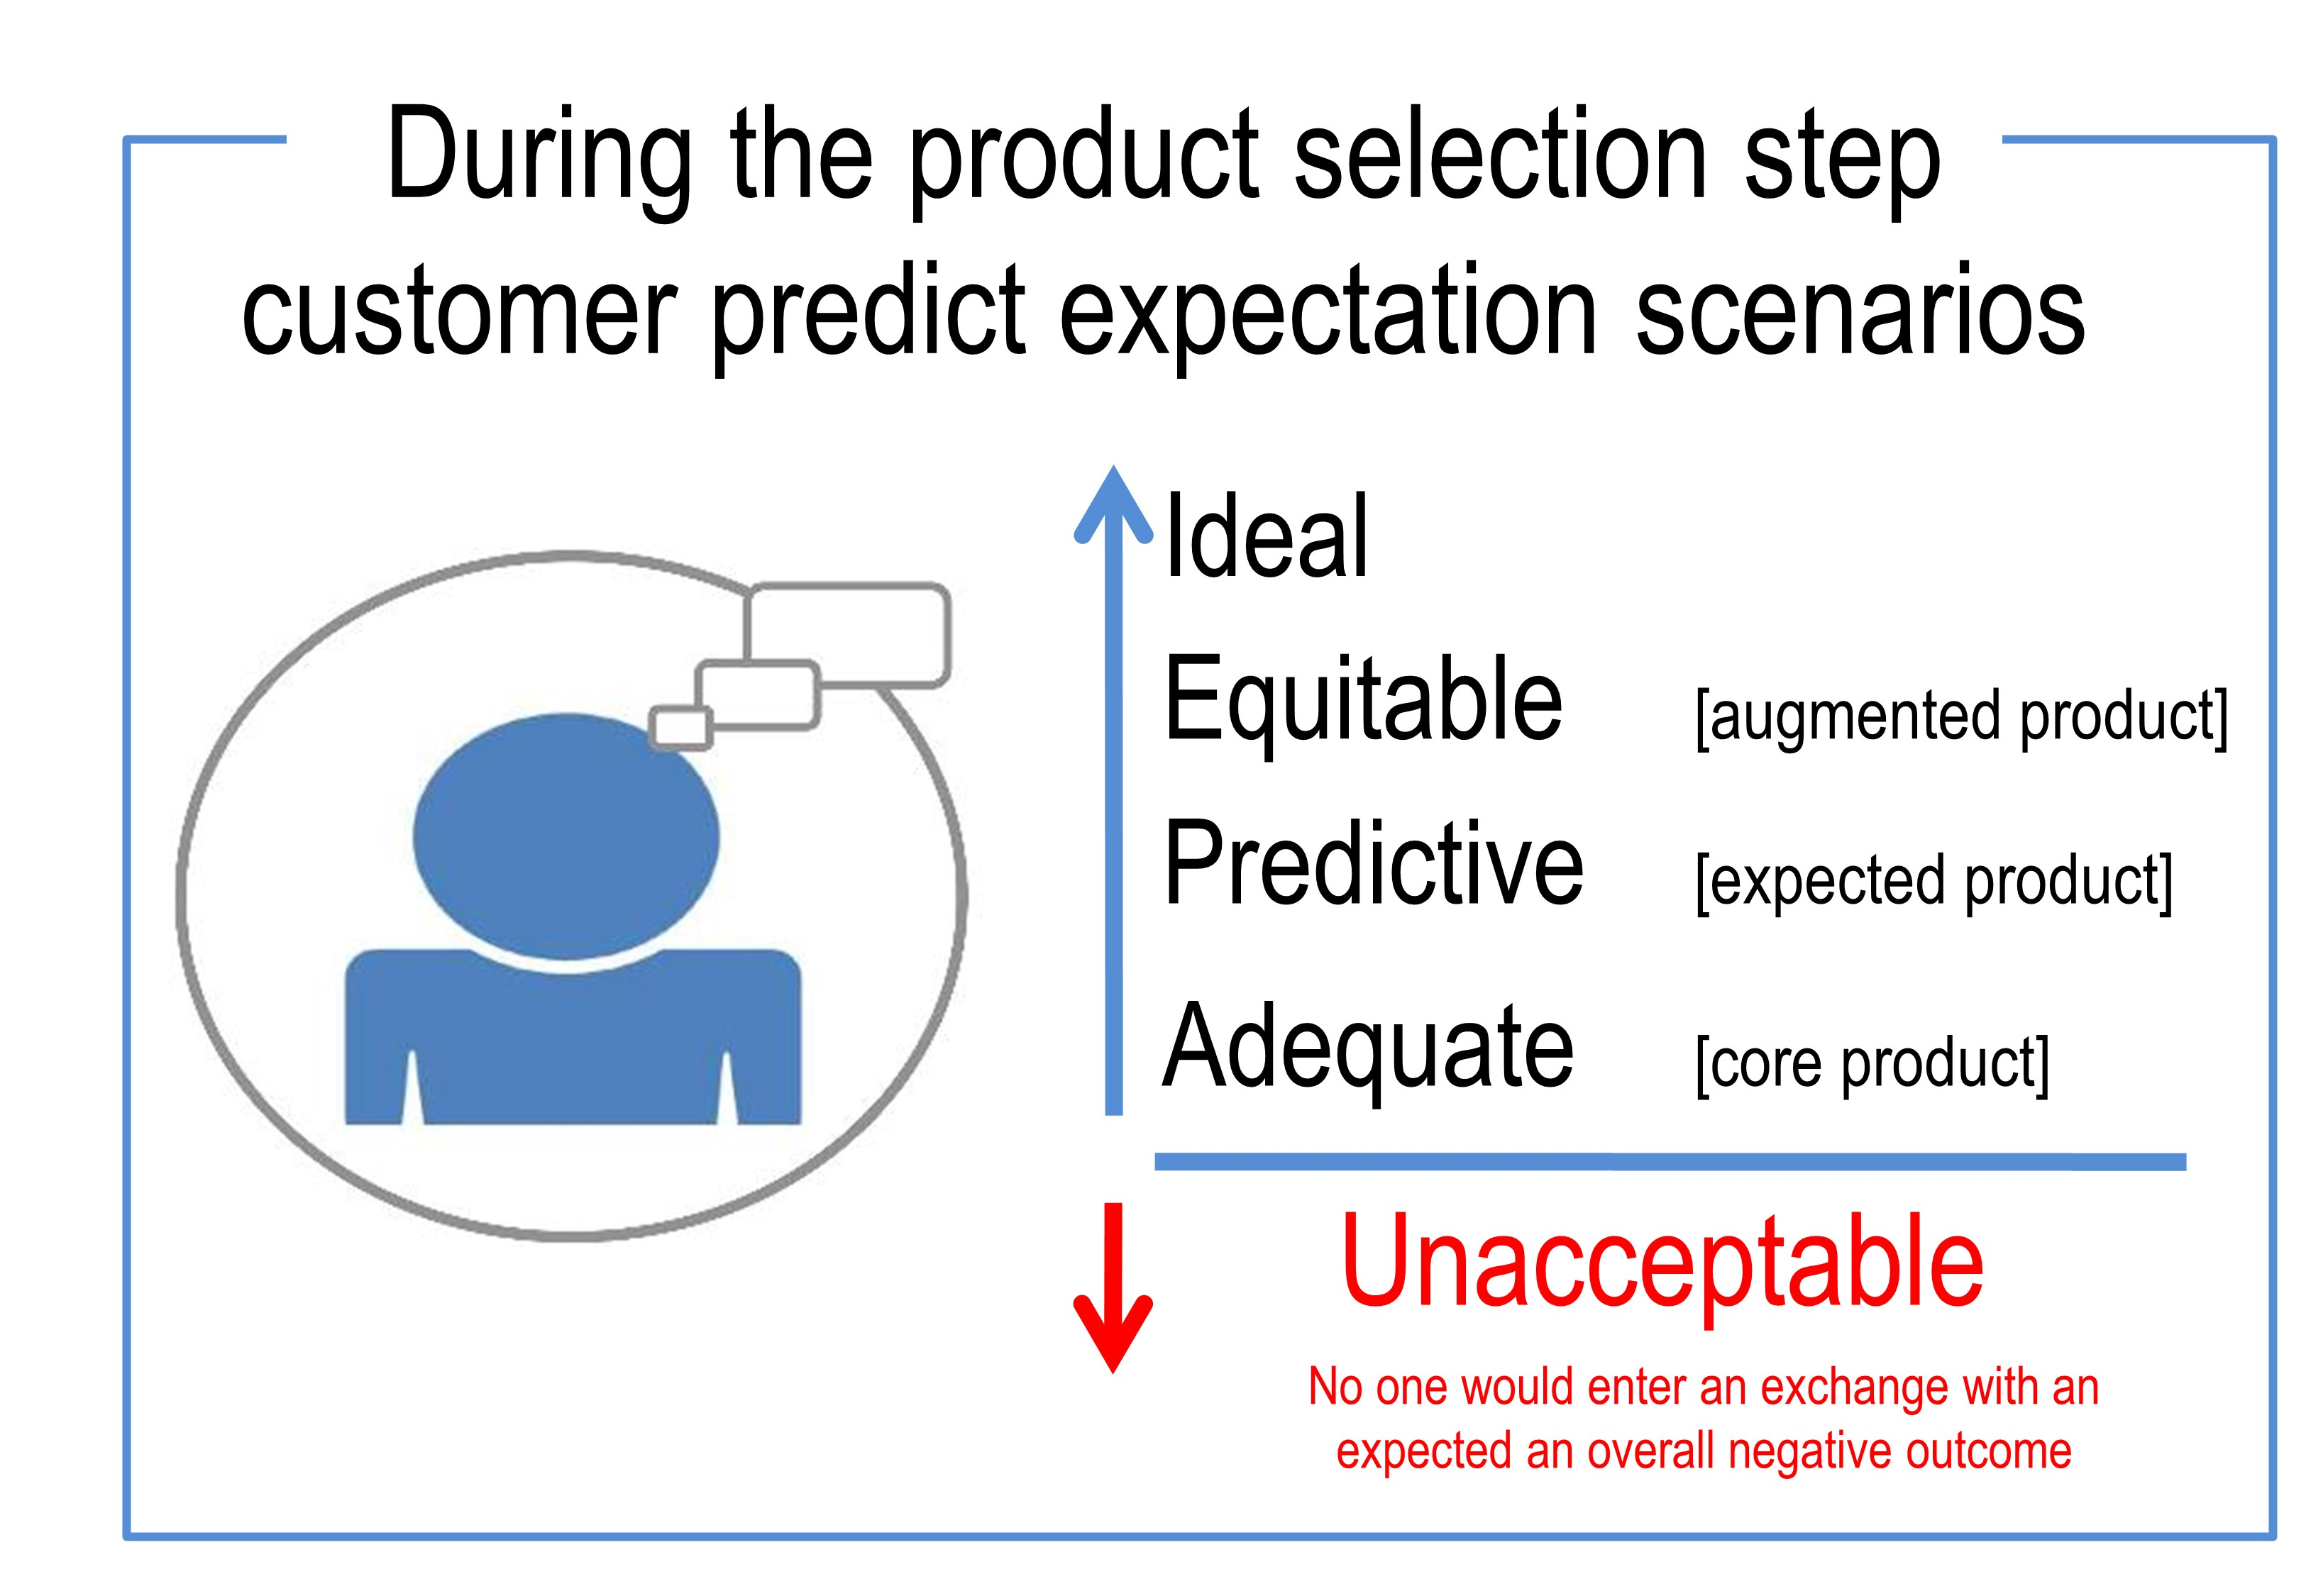 During the product selection step
customer predict expectation scenarios
Ideal
Equitable [augmented product]
Predictive [expected product]
Adequate [core product]
Unacceptable
No one would enter an exchange with an
expected an overall negative outcome